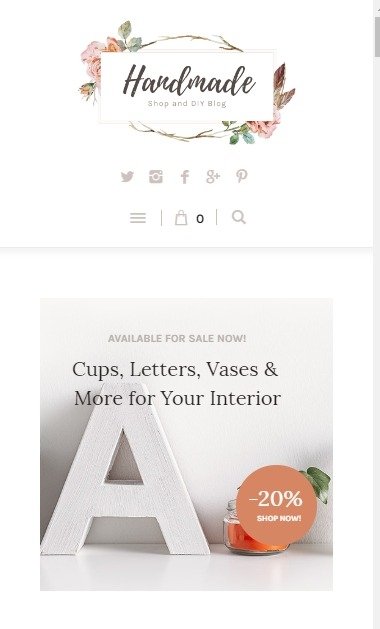 Handmade
Shop and DiY Blog
0
AVAILABLE FOR SALE NOW!
Cups, Letters, Vases &
More for Your Interior
A
-20%
SHOP NOW!